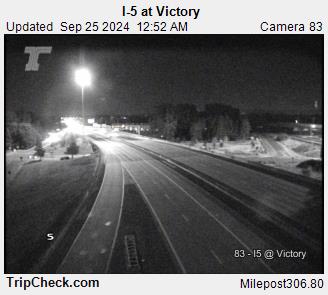 I-5 at Victory
Updated Sep 25 2024 12:52 AM Camera 83
T
S
83 - I5 @ Victory
TripCheck.com Milepost306.80